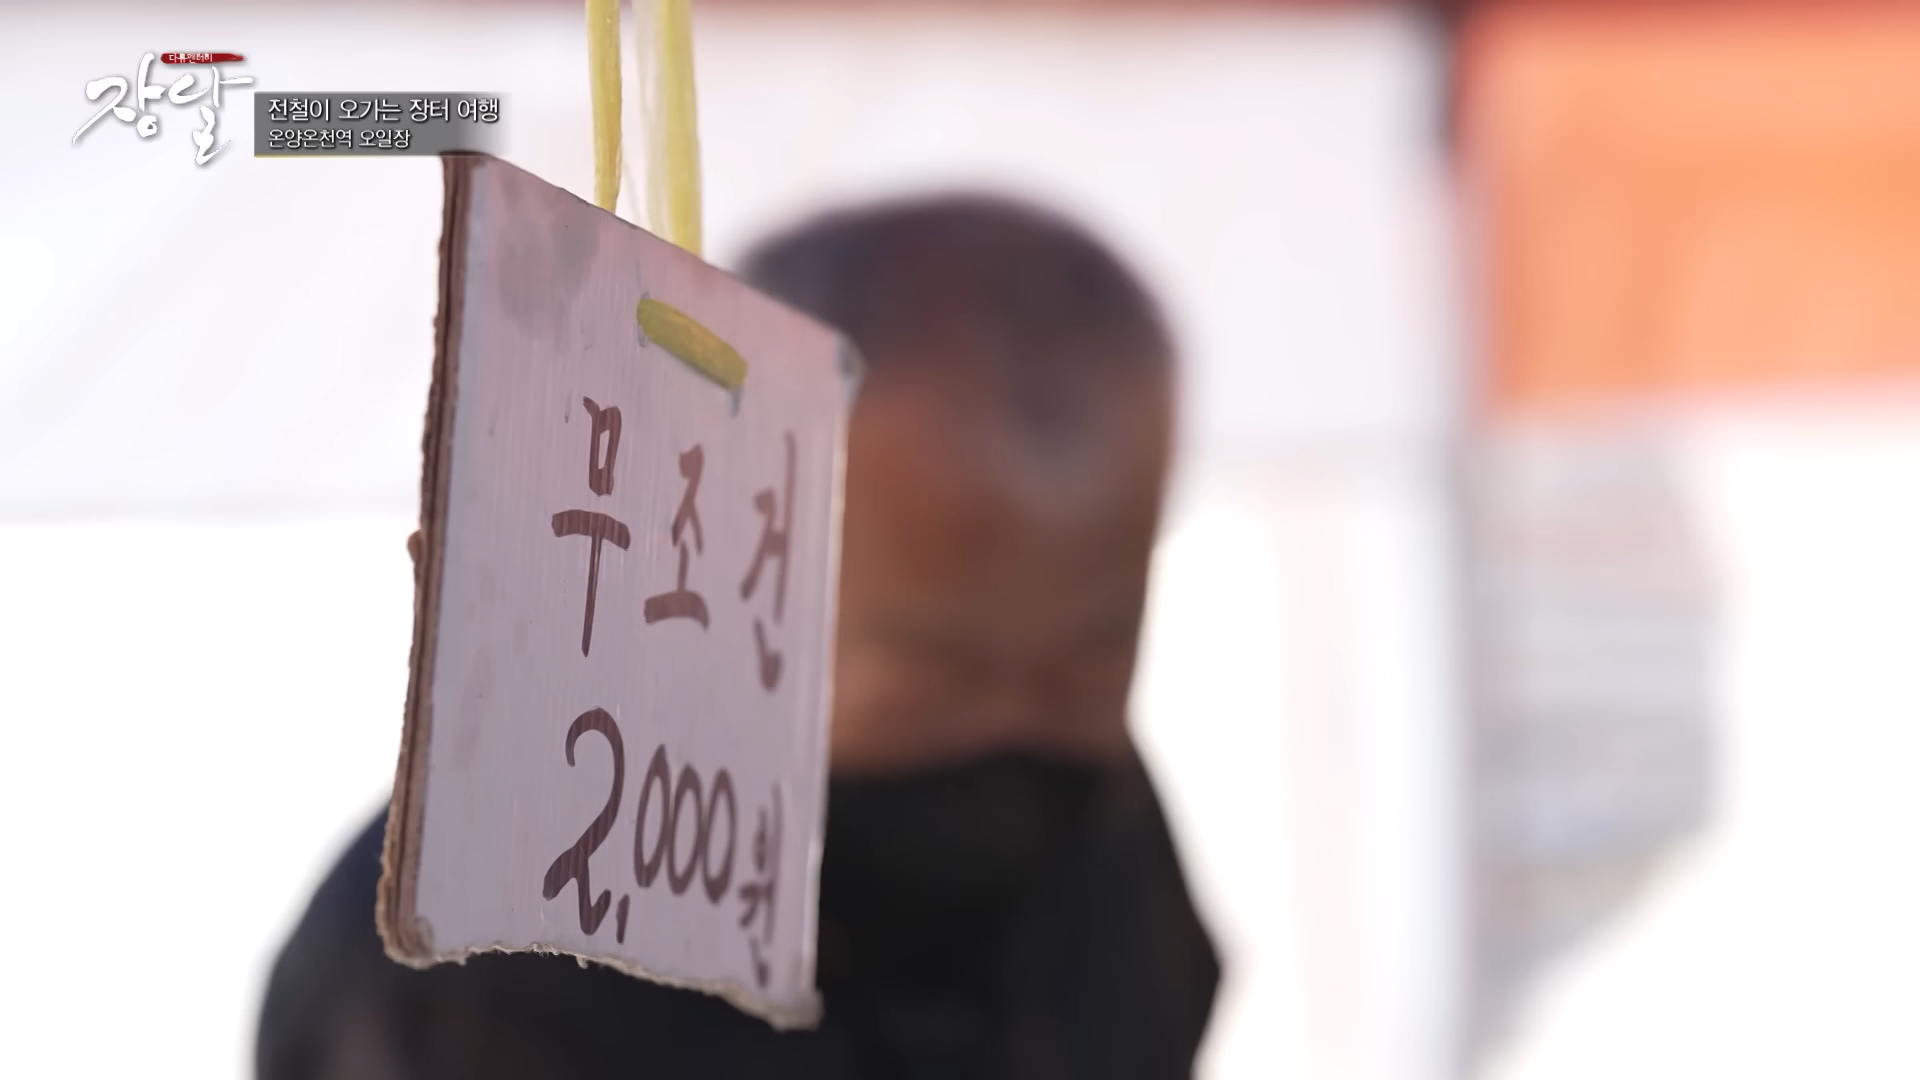 다큐멘터리
장날
전철이 오가는 장터 여행
온양온천역 오일장
무조건
2,000원